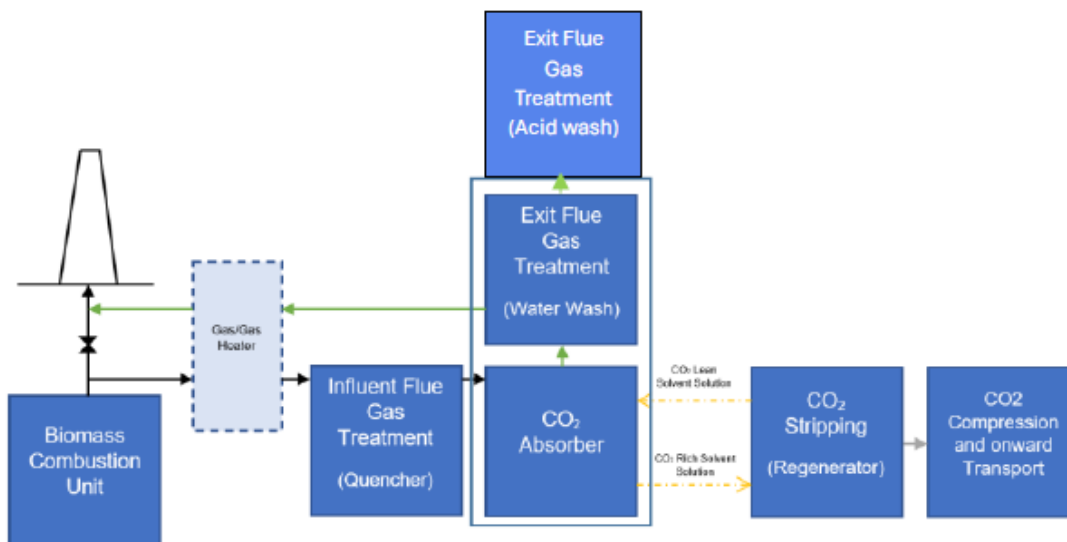 Exit Flue
Gas
Treatment
(Acid wash)
Exit Flue
Gas
Treatment
(Water Wash)
Gas/Gas
Heater
Biomass
Combustion
Unit
Influent Flue
Gas
Treatment
(Quencher)
CO₂
Absorber
CO₂ Lean
Solvent Solution
CO₂ Rich Solvent
Solution
CO₂
Stripping
(Regenerator)
CO2
Compression
and onward
Transport